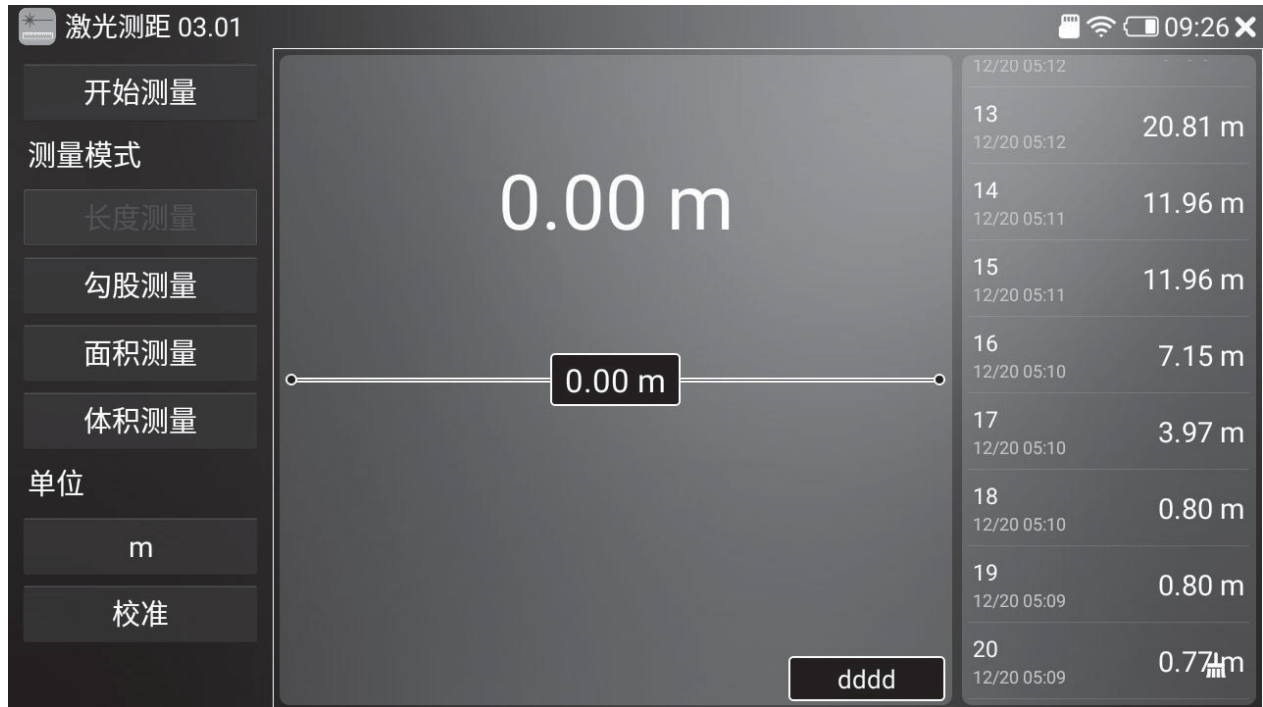 激光测距 03.01
09:26
开始测量
测量模式
长度测量
勾股测量
面积测量
体积测量
单位
m
校准
0.00 m
0.00 m
dddd
12/20 05:12
13
20.81 m
12/20 05:12
14
11.96 m
12/20 05:11
15
11.96 m
12/20 05:11
16
7.15 m
12/20 05:10
17
3.97 m
12/20 05:10
18
0.80 m
12/20 05:10
19
0.80 m
12/20 05:09
20
0.77 m
12/20 05:09